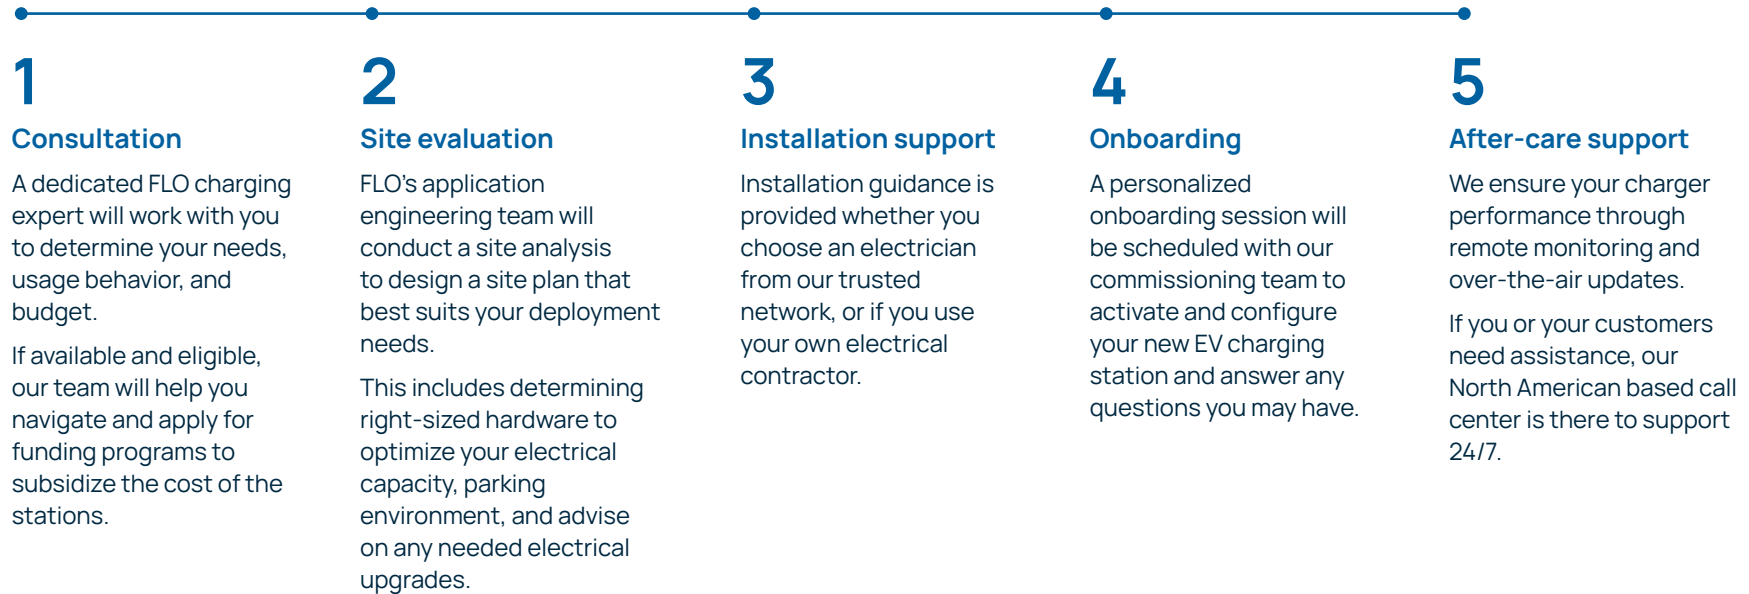 1
Consultation
A dedicated FLO charging
expert will work with you
to determine your needs,
usage behavior, and
budget.
If available and eligible,
our team will help you
navigate and apply for
funding programs to
subsidize the cost of the
stations.
2
Site evaluation
FLO’s application
engineering team will
conduct a site analysis
to design a site plan that
best suits your deployment
needs.
This includes determining
right-sized hardware to
optimize your electrical
capacity, parking
environment, and advise
on any needed electrical
upgrades.
3
Installation support
Installation guidance is
provided whether you
choose an electrician
from our trusted
network, or if you use
your own electrical
contractor.
4
Onboarding
A personalized
onboarding session will
be scheduled with our
commissioning team to
activate and configure
your new EV charging
station and answer any
questions you may have.
5
After-care support
We ensure your charger
performance through
remote monitoring and
over-the-air updates.
If you or your customers
need assistance, our
North American based call
center is there to support
24/7.